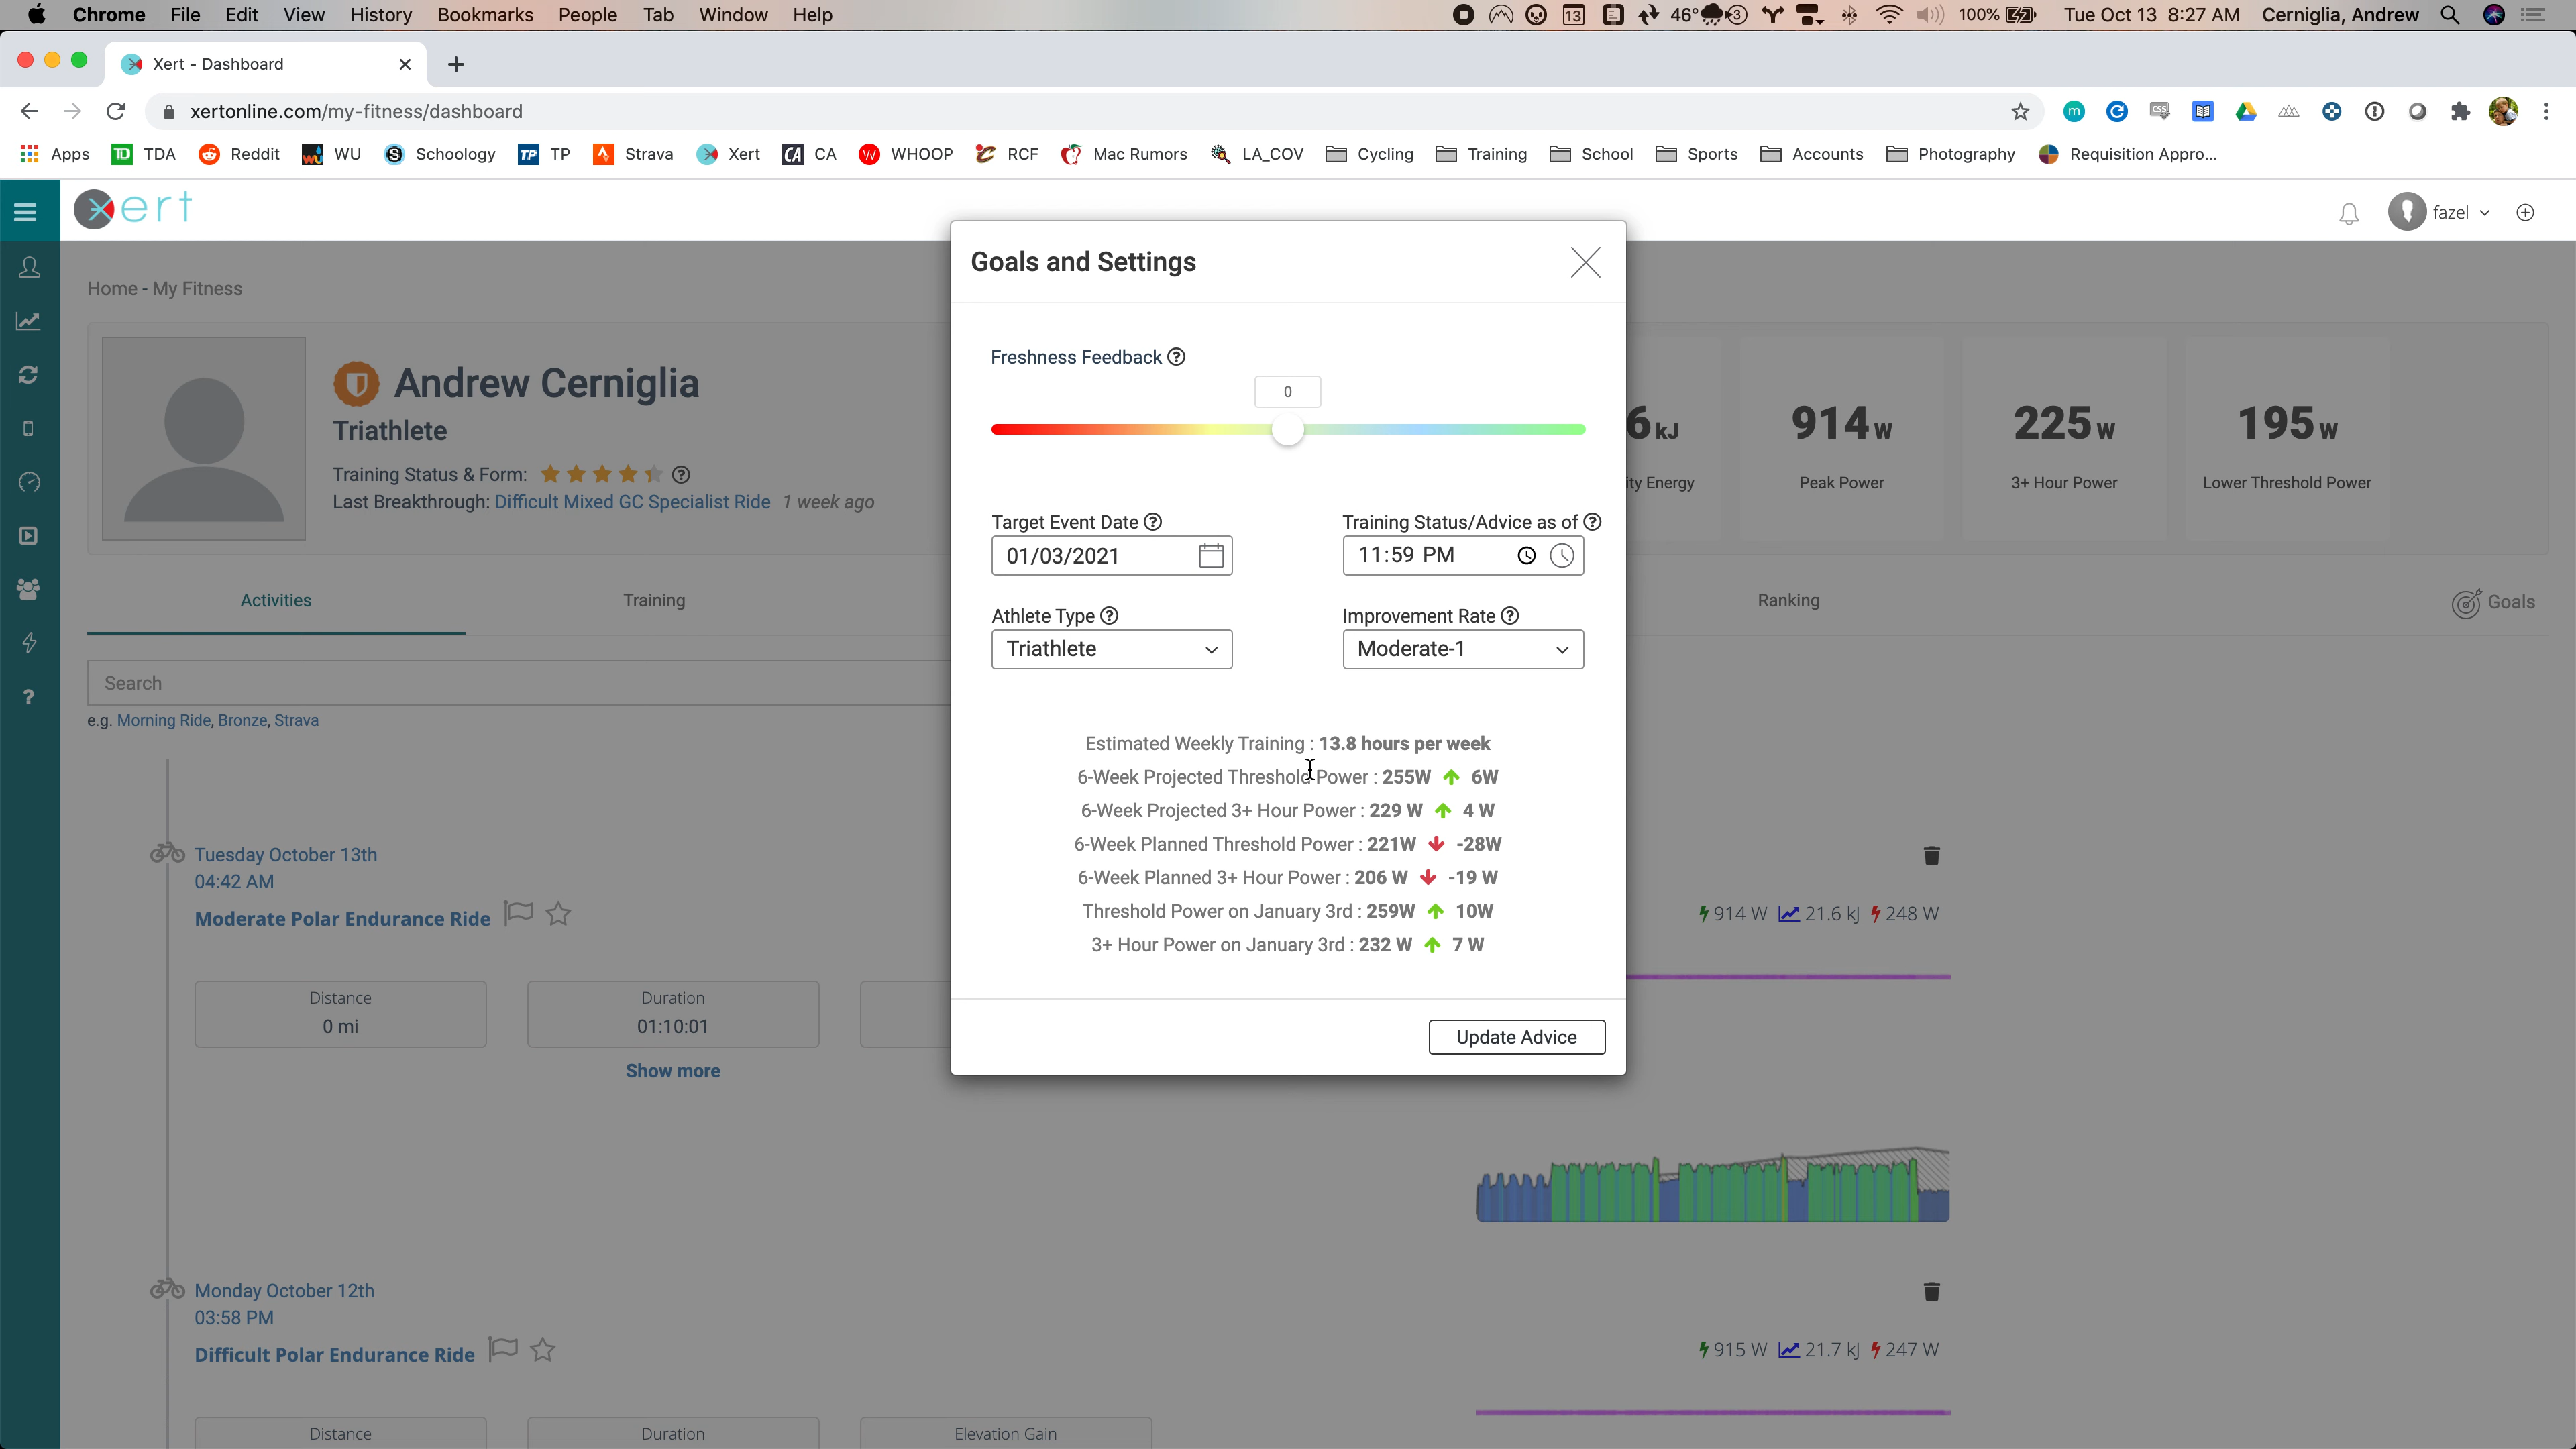 Chrome File Edit View History Bookmarks People Tab Window Help 13 46° 3 100% Tue Oct 13 8:27 AM Cerniglia, Andrew
Xert - Dashboard
xertonline.com/my-fitness/dashboard
Apps TDA Reddit WU Schoology TP Strava Xert CA WHOOP RCF Mac Rumors LA_COV Cycling Training School Sports Accounts Photography Requisition Appro...
xert
fazel
Goals and Settings
Home - My Fitness
Freshness Feedback ?
0
Andrew Cerniglia
Triathlete
Training Status & Form: ?
Last Breakthrough: Difficult Mixed GC Specialist Ride 1 week ago
6 kJ 914 W 225 W 195 W
ity Energy Peak Power 3+ Hour Power Lower Threshold Power
Target Event Date ? Training Status/Advice as of ?
01/03/2021 11:59 PM
Activities Training Ranking Goals
Athlete Type ? Improvement Rate ?
Triathlete Moderate-1
Search
e.g. Morning Ride, Bronze, Strava
Estimated Weekly Training : 13.8 hours per week
6-Week Projected Threshold Power : 255W 6W
6-Week Projected 3+ Hour Power : 229 W 4 W
6-Week Planned Threshold Power : 221W -28W
6-Week Planned 3+ Hour Power : 206 W -19 W
Threshold Power on January 3rd : 259W 10W
3+ Hour Power on January 3rd : 232 W 7 W
Update Advice
Tuesday October 13th
04:42 AM
Moderate Polar Endurance Ride
914 W 21.6 kJ 248 W
Distance Duration
0 mi 01:10:01
Show more
Monday October 12th
03:58 PM
Difficult Polar Endurance Ride
915 W 21.7 kJ 247 W
Distance Duration Elevation Gain